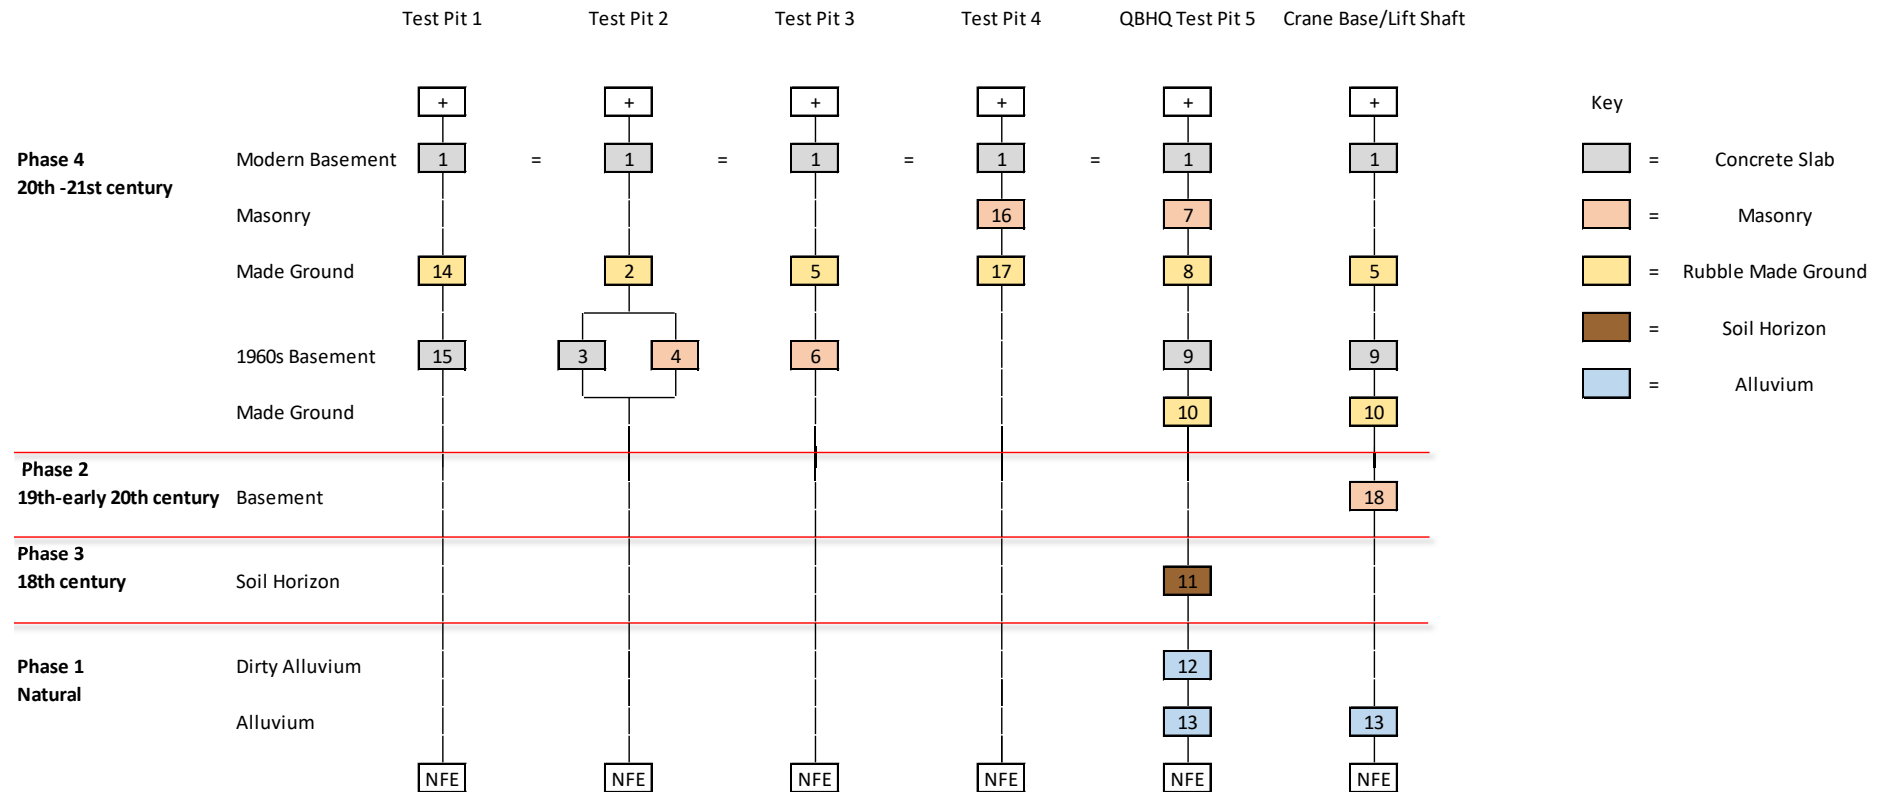 Test Pit 1 Test Pit 2 Test Pit 3 Test Pit 4 QBHQ Test Pit 5 Crane Base/Lift Shaft
+ + + + + + Key
Phase 4 Modern Basement 1 = 1 = 1 = 1 = 1 1 = Concrete Slab
20th -21st century
Masonry 16 7 = Masonry
Made Ground 14 2 5 17 8 5 = Rubble Made Ground
= Soil Horizon
1960s Basement 15 3 4 6 9 9
= Alluvium
Made Ground 10 10
Phase 2
19th-early 20th century Basement 18
Phase 3
18th century Soil Horizon 11
Phase 1 Dirty Alluvium 12
Natural
Alluvium 13 13
NFE NFE NFE NFE NFE NFE